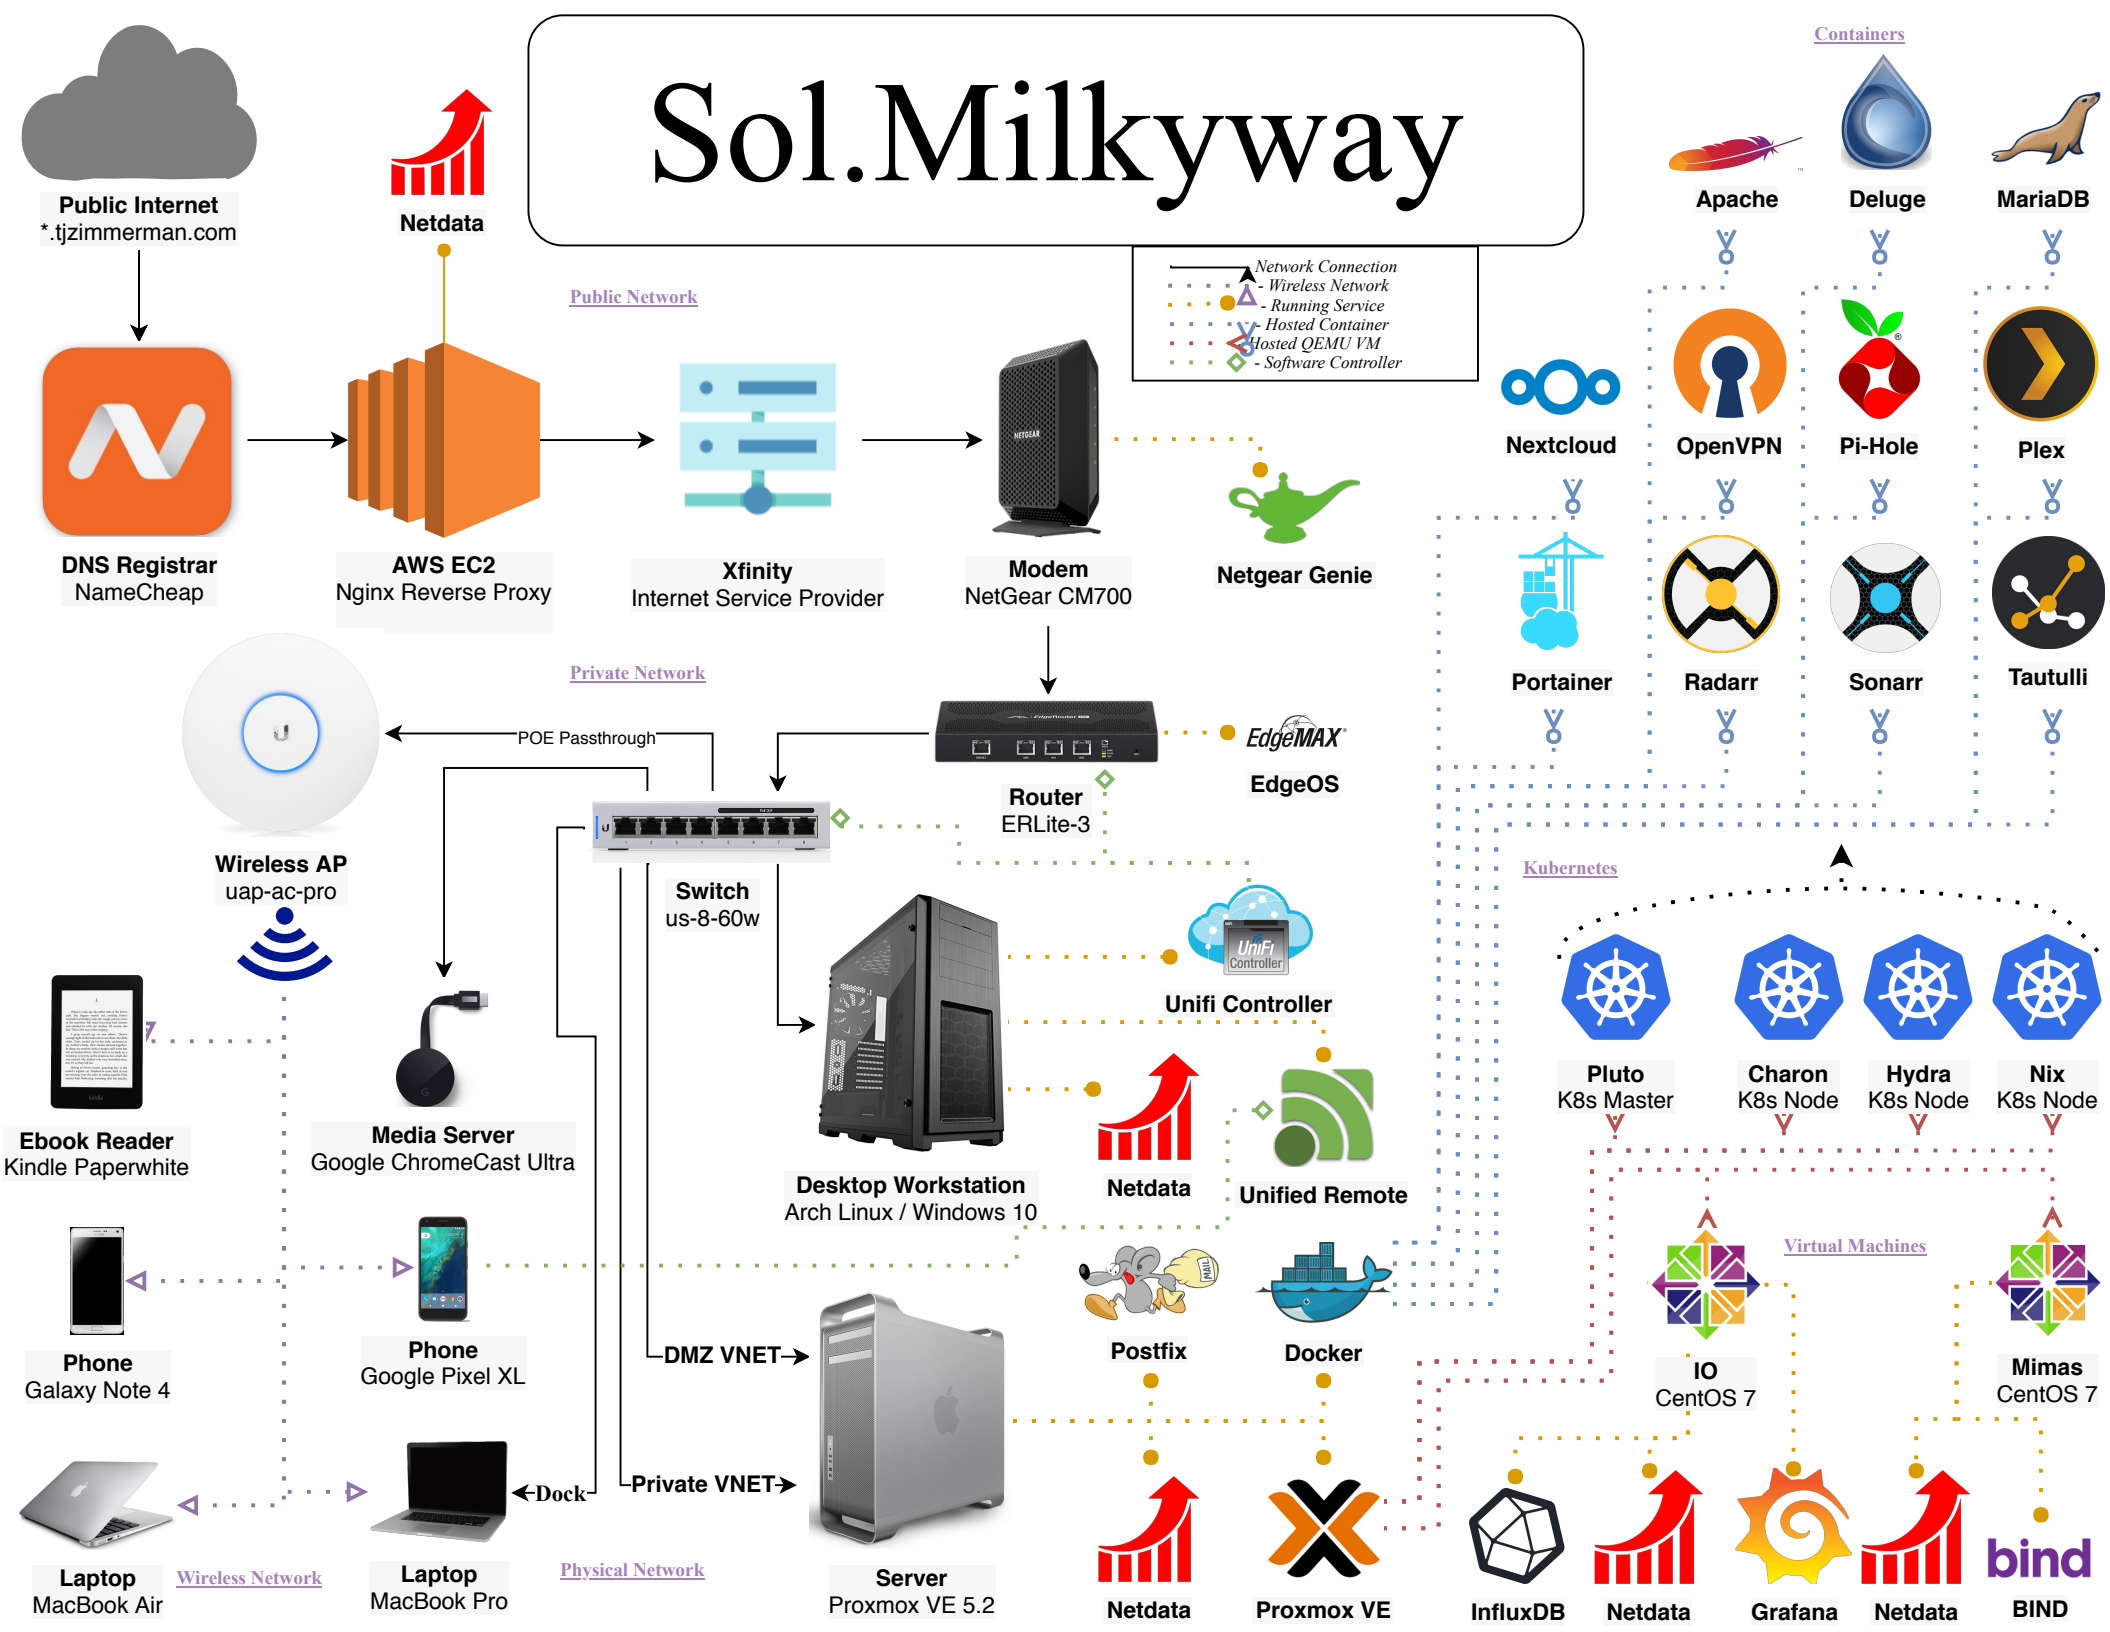 Sol.Milkyway
Containers
Public Internet
*.tjzimmerman.com
Netdata
Apache
Deluge
MariaDB
Public Network
Network Connection
- Wireless Network
- Running Service
- Hosted Container
Hosted QEMU VM
- Software Controller
NETGEAR
DNS Registrar
NameCheap
AWS EC2
Nginx Reverse Proxy
Xfinity
Internet Service Provider
Modem
NetGear CM700
Netgear Genie
Nextcloud
OpenVPN
Pi-Hole
Plex
Portainer
Radarr
Sonarr
Tautulli
Private Network
POE Passthrough
EdgeRouter
EdgeMAX
EdgeOS
Router
ERLite-3
Wireless AP
uap-ac-pro
Switch
us-8-60w
UniFi
Controller
Unifi Controller
Kubernetes
Pluto
K8s Master
Charon
K8s Node
Hydra
K8s Node
Nix
K8s Node
kindle
Ebook Reader
Kindle Paperwhite
G
Media Server
Google ChromeCast Ultra
Desktop Workstation
Arch Linux / Windows 10
Netdata
Unified Remote
Virtual Machines
Phone
Galaxy Note 4
Phone
Google Pixel XL
DMZ VNET
MAIL
Postfix
Docker
IO
CentOS 7
Mimas
CentOS 7
Dock
Private VNET
Laptop
MacBook Air
Wireless Network
Laptop
MacBook Pro
Physical Network
Server
Proxmox VE 5.2
Netdata
Proxmox VE
InfluxDB
Netdata
Grafana
Netdata
bind
BIND